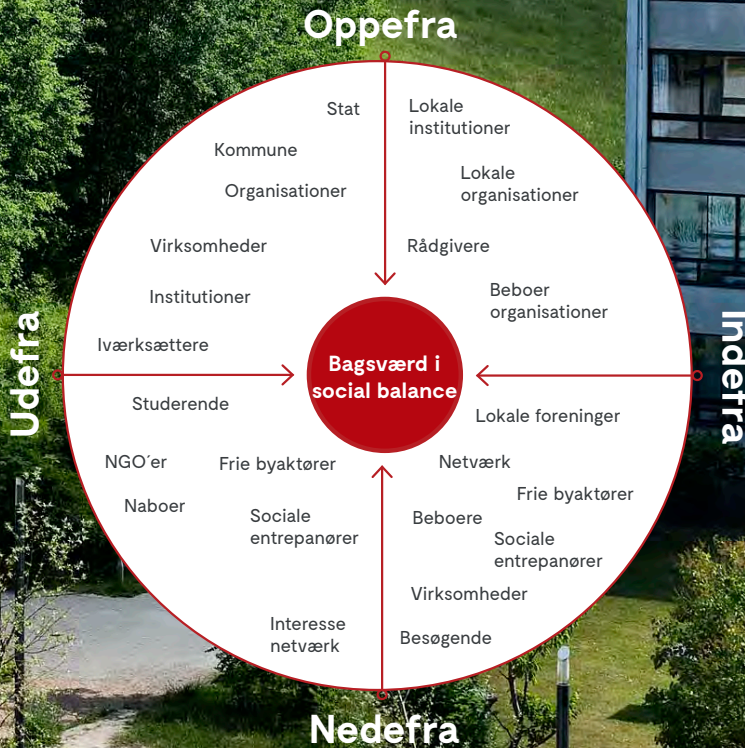 Oppefra
Stat
Kommune
Organisationer
Virksomheder
Institutioner
Iværksættere
Lokale
institutioner
Lokale
organisationer
Rådgivere
Beboer
organisationer
Udefra
Bagsværd i
social balance
Indefra
Studerende
NGO´er
Frie byaktører
Naboer
Sociale
entrepanører
Interesse
netværk
Lokale foreninger
Netværk
Frie byaktører
Beboere
Sociale
entrepanører
Virksomheder
Besøgende
Nedefra